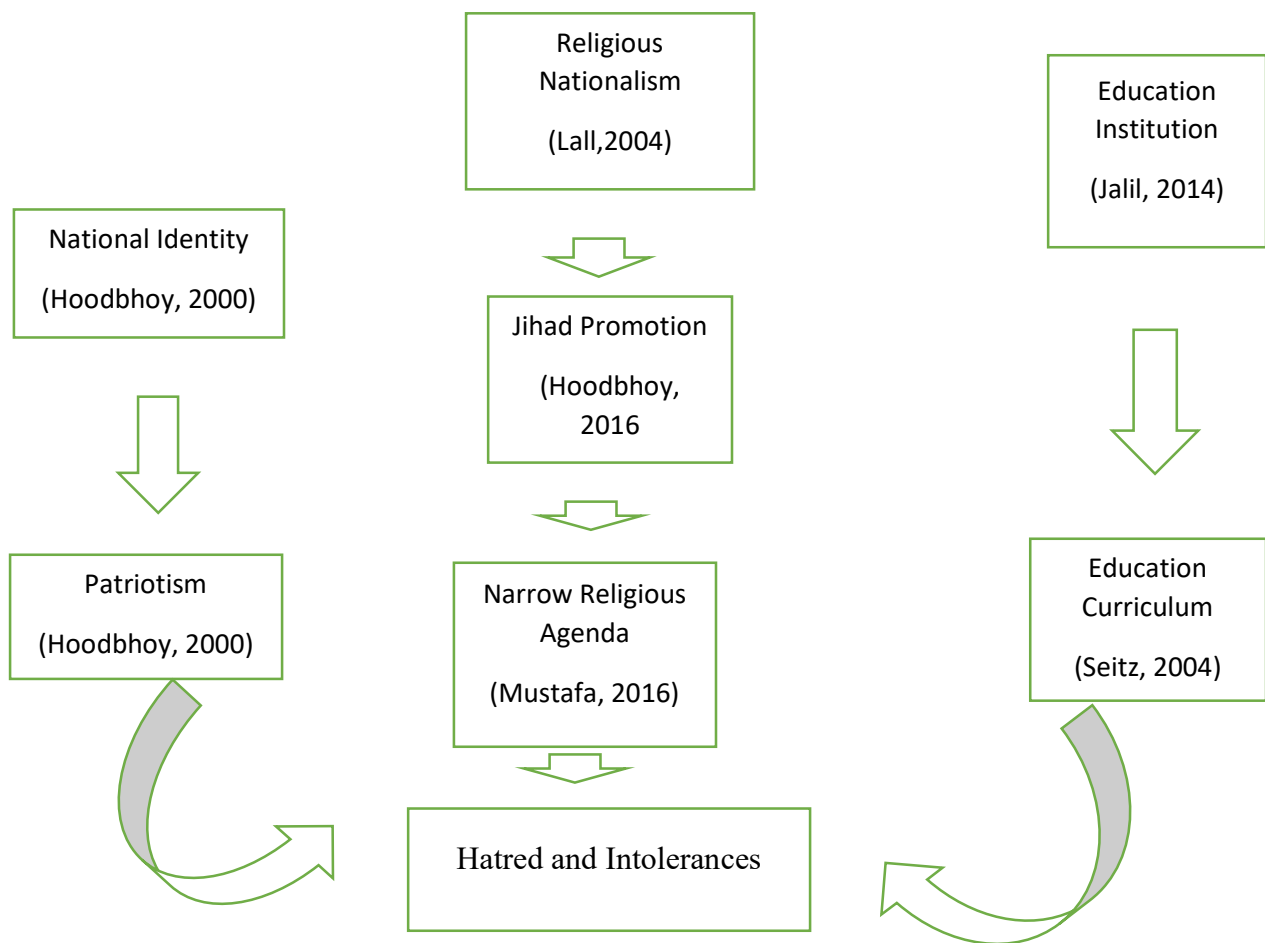 Religious
Nationalism
(Lall,2004)
Education
Institution
(Jalil, 2014)
National Identity
(Hoodbhoy, 2000)
Jihad Promotion
(Hoodbhoy,
2016
Patriotism
(Hoodbhoy, 2000)
Narrow Religious
Agenda
(Mustafa, 2016)
Education
Curriculum
(Seitz, 2004)
Hatred and Intolerances